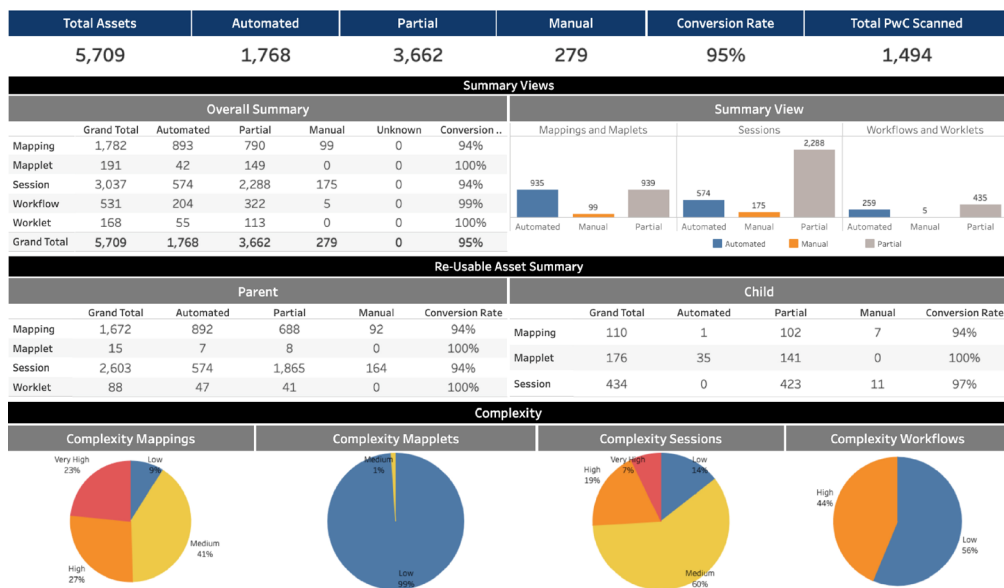 Total Assets Automated Partial Manual Conversion Rate Total PwC Scanned
5,709 1,768 3,662 279 95% 1,494
Summary Views
Overall Summary
Grand Total Automated Partial Manual Unknown Conversion ..
Mapping 1,782 893 790 99 0 94%
Mapplet 191 42 149 0 0 100%
Session 3,037 574 2,288 175 0 94%
Workflow 531 204 322 5 0 99%
Worklet 168 55 113 0 0 100%
Grand Total 5,709 1,768 3,662 279 0 95%
Summary View
Mappings and Maplets Sessions Workflows and Worklets
935 99 939 574 175 2,288 259 5 435
Automated Manual Partial Automated Manual Partial Automated Manual Partial
Automated Manual Partial
Re-Usable Asset Summary
Parent
Grand Total Automated Partial Manual Conversion Rate
Mapping 1,672 892 688 92 94%
Mapplet 15 7 8 0 100%
Session 2,603 574 1,865 164 94%
Worklet 88 47 41 0 100%
Child
Grand Total Automated Partial Manual Conversion Rate
Mapping 110 1 102 7 94%
Mapplet 176 35 141 0 100%
Session 434 0 423 11 97%
Complexity
Complexity Mappings
Very High
23%
Low
9%
Medium
41%
High
27%
Complexity Mapplets
Medium
1%
Low
99%
Complexity Sessions
Very High
7%
Low
14%
High
19%
Medium
60%
Complexity Workflows
High
44%
Low
56%